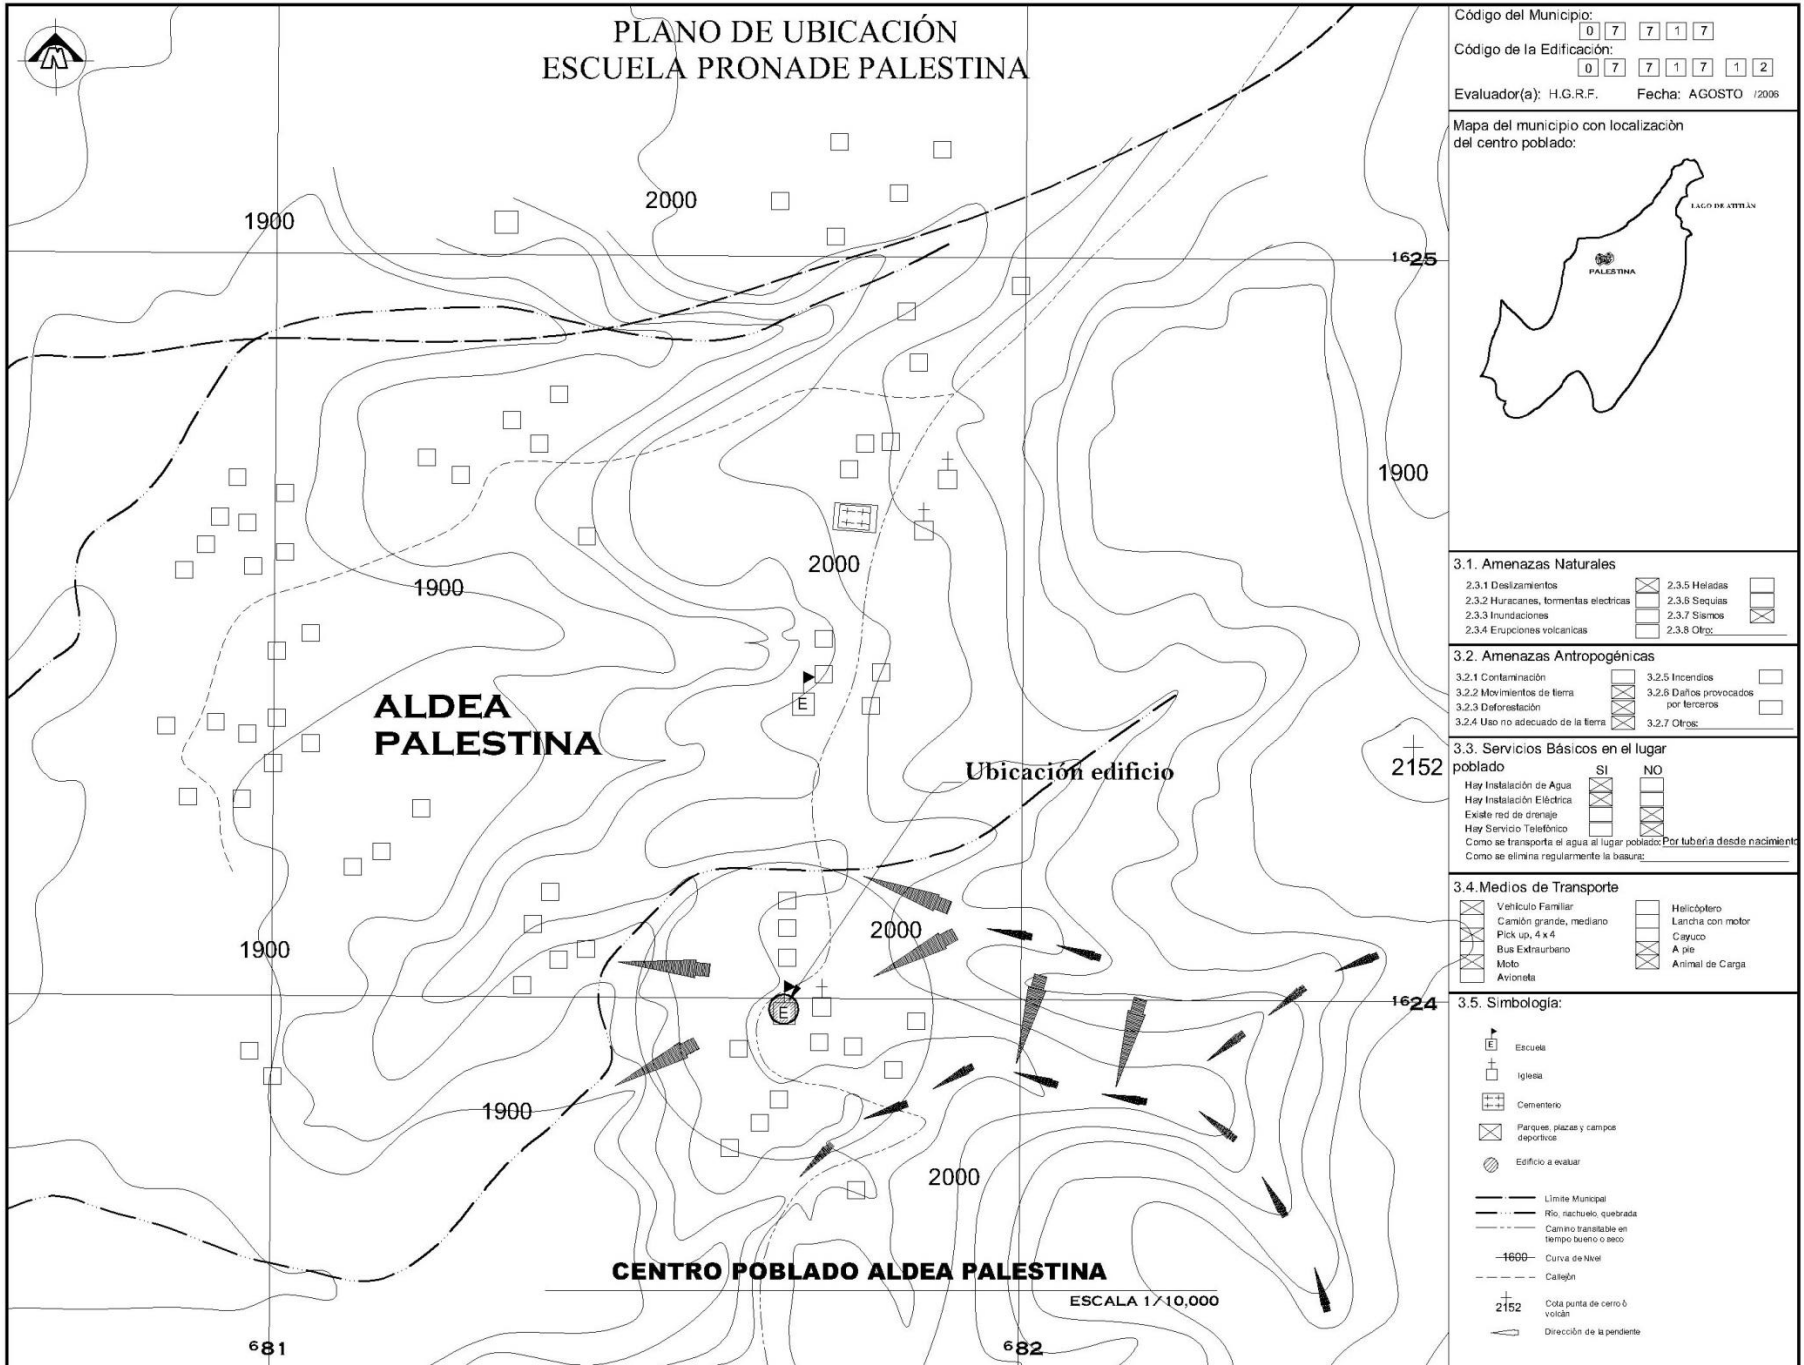 PLANO DE UBICACIÓN
ESCUELA PRONADE PALESTINA
1900
2000
1625
1900
2000
1900
ALDEA
PALESTINA
E
Ubicación edificio
2152
2000
1900
E
1624
1900
2000
CENTRO POBLADO ALDEA PALESTINA
ESCALA 1/10,000
681
682
Código del Municipio:
0 7 7 1 7
Código de la Edificación:
0 7 7 1 7 1 2
Evaluador(a): H.G.R.F. Fecha: AGOSTO /2006
Mapa del municipio con localización
del centro poblado:
LAGO DE ATITLÁN
PALESTINA
3.1. Amenazas Naturales
2.3.1 Deslizamientos 2.3.5 Heladas
2.3.2 Huracanes, tormentas electricas 2.3.6 Sequias
2.3.3 Inundaciones 2.3.7 Sismos
2.3.4 Erupciones volcanicas 2.3.8 Otro:
3.2. Amenazas Antropogénicas
3.2.1 Contaminación 3.2.5 Incendios
3.2.2 Movimientos de tierra 3.2.6 Daños provocados
3.2.3 Deforestación por terceros
3.2.4 Uso no adecuado de la tierra 3.2.7 Otros:
3.3. Servicios Básicos en el lugar
poblado SI NO
Hay Instalación de Agua
Hay Instalación Eléctrica
Existe red de drenaje
Hay Servicio Telefónico
Como se transporta el agua al lugar poblado: Por tubería desde nacimiento
Como se elimina regularmente la basura:
3.4.Medios de Transporte
Vehículo Familiar Helicóptero
Camión grande, mediano Lancha con motor
Pick up, 4 x 4 Cayuco
Bus Extraurbano A pie
Moto Animal de Carga
Avioneta
3.5. Simbología:
E Escuela
Iglesia
Cementerio
Parques, plazas y campos
deportivos
Edificio a evaluar
Límite Municipal
Río, riachuelo, quebrada
Camino transitable en
tiempo bueno o seco
1600 Curva de Nivel
Callejón
2152 Cota punta de cerro ó
volcán
Dirección de la pendiente